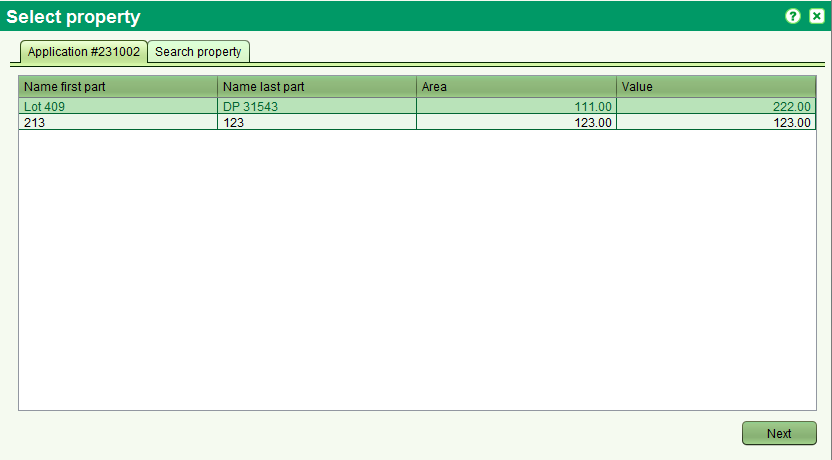 Select property
Application #231002 Search property
Name first part Name last part Area Value
Lot 409 DP 31543 111.00 222.00
213 123 123.00 123.00
Next